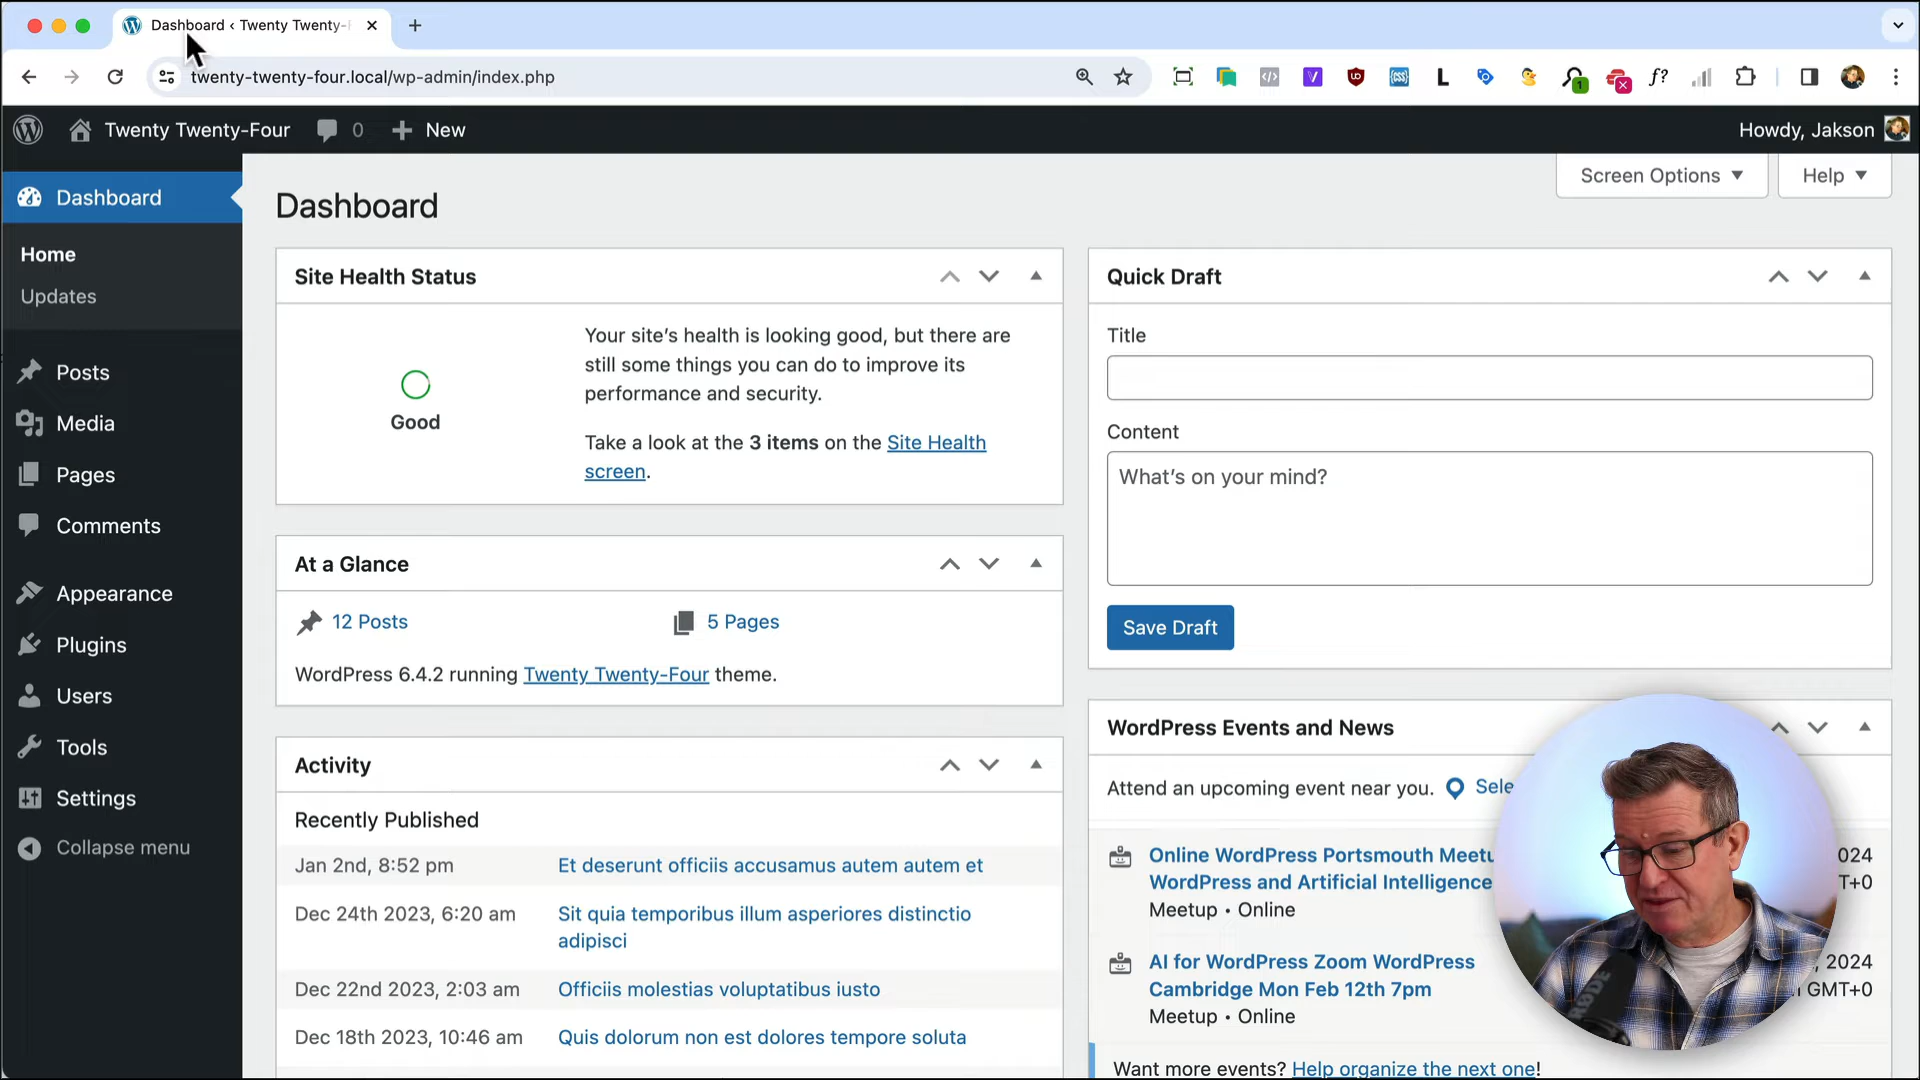 Dashboard ‹ Twenty Twenty-F
twenty-twenty-four.local/wp-admin/index.php
L
f?
1
Twenty Twenty-Four
0
New
Howdy, Jakson
Dashboard
Home
Updates
Posts
Media
Pages
Comments
Appearance
Plugins
Users
Tools
Settings
Collapse menu
Screen Options
Help
Dashboard
Site Health Status
Good
Your site's health is looking good, but there are
still some things you can do to improve its
performance and security.
Take a look at the 3 items on the Site Health
screen.
At a Glance
12 Posts
5 Pages
WordPress 6.4.2 running Twenty Twenty-Four theme.
Activity
Recently Published
Jan 2nd, 8:52 pm Et deserunt officiis accusamus autem autem et
Dec 24th 2023, 6:20 am Sit quia temporibus illum asperiores distinctio
adipisci
Dec 22nd 2023, 2:03 am Officiis molestias voluptatibus iusto
Dec 18th 2023, 10:46 am Quis dolorum non est dolores tempore soluta
Quick Draft
Title
Content
What's on your mind?
Save Draft
WordPress Events and News
Attend an upcoming event near you. Sele
Online WordPress Portsmouth Meetu 024
WordPress and Artificial Intelligence T+0
Meetup • Online
AI for WordPress Zoom WordPress , 2024
Cambridge Mon Feb 12th 7pm GMT+0
Meetup • Online
Want more events? Help organize the next one!
RØDE